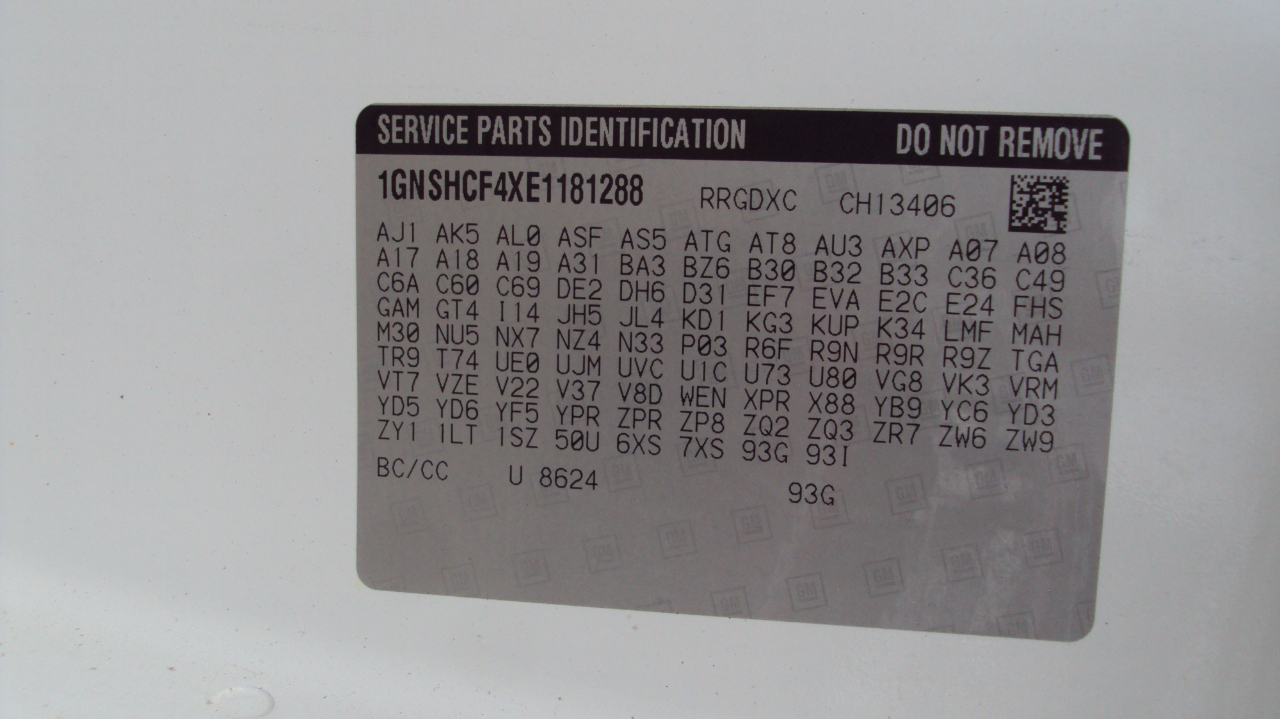 SERVICE PARTS IDENTIFICATION DO NOT REMOVE
1GNSHCF4XE1181288 RRGDXC CH13406
AJ1 AK5 AL0 ASF AS5 ATG AT8 AU3 AXP A07 A08
A17 A18 A19 A31 BA3 BZ6 B30 B32 B33 C36 C49
C6A C60 C69 DE2 DH6 D31 EF7 EVA E2C E24 FHS
GAM GT4 I14 JH5 JL4 KD1 KG3 KUP K34 LMF MAH
M30 NU5 NX7 NZ4 N33 P03 R6F R9N R9R R9Z TGA
TR9 T74 UE0 UJM UVC U1C U73 U80 VG8 VK3 VRM
VT7 VZE V22 V37 V8D WEN XPR X88 YB9 YC6 YD3
YD5 YD6 YF5 YPR ZPR ZP8 ZQ2 ZQ3 ZR7 ZW6 ZW9
ZY1 1LT 1SZ 50U 6XS 7XS 93G 93I
BC/CC U 8624 93G